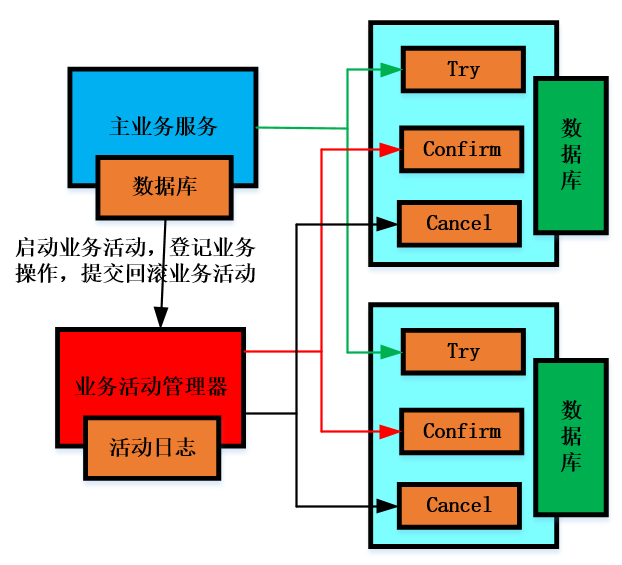 主业务服务
数据库
启动业务活动，登记业务
操作，提交回滚业务活动
业务活动管理器
活动日志
Try
Confirm
Cancel
数
据
库
Try
Confirm
Cancel
数
据
库